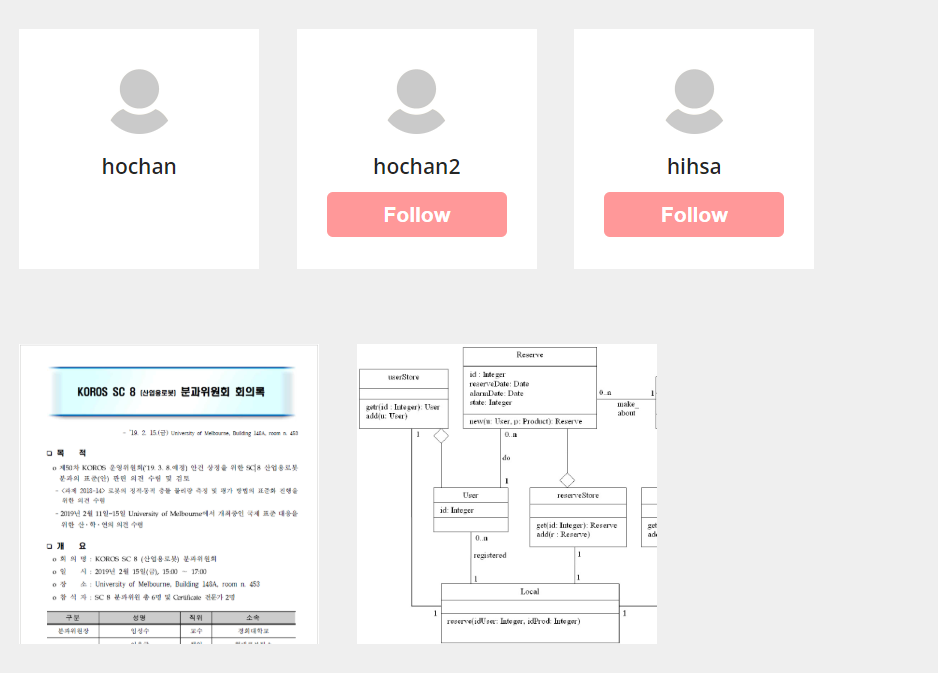 hochan
hochan2
Follow
hihsa
Follow
KOROS SC 8 (산업용로봇) 분과위원회 회의록
- '19. 2. 15.(금) University of Melbourne, Building 148A, room n. 453
❏ 목 적
o 제50차 KOROS 운영위원회('19. 3. 8.예정) 안건 상정을 위한 SC 8 산업용로봇
분과의 표준(안) 관련 의견 수렴 및 검토
- <과제 2018-14> 로봇의 정적/동적 충돌 물리량 측정 및 평가 방법의 표준화 진행을
위한 의견 수렴
- 2019년 2월 11일~15일 University of Melbourne에서 개최중인 국제 표준 대응을
위한 산·학·연의 의견 수렴
❏ 개 요
o 회 의 명 : KOROS SC 8 (산업용로봇) 분과위원회
o 일 시 : 2019년 2월 15일(금), 15:00 ~ 17:00
o 장 소 : University of Melbourne, Building 148A, room n. 453
o 참 석 자 : SC 8 분과위원 총 6명 및 Certificate 전문가 2명
구분 성명 직위 소속
분과위원장 임성수 교수 경희대학교
userStore
getr(id : Integer): User
add(u: User)
1
Reserve
id : Integer
reserveDate: Date
alarmDate: Date
state: Integer
new(u: User, p: Product): Reserve
0..n
make_
about
1
0..n
do
1
User
id: Integer
reserveStore
get(id: Integer): Reserve
add(r : Reserve)
get
add
0..n
registered
1
1
1
Local
reserve(idUser: Integer, idProd: Integer)
1
1